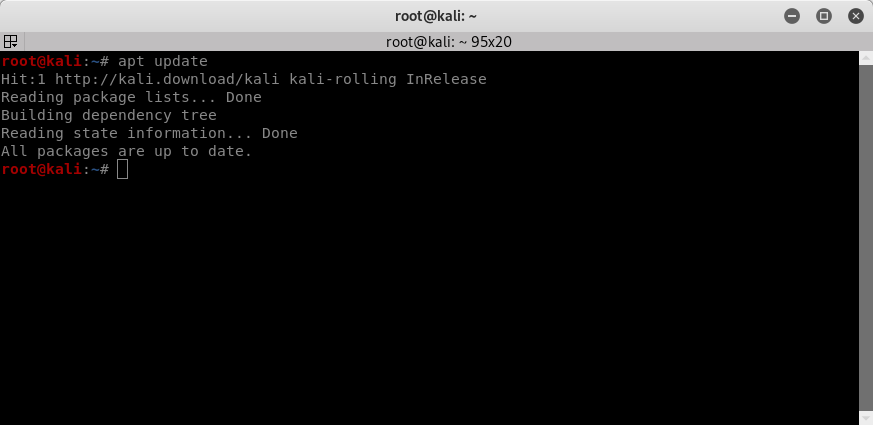 root@kali: ~
root@kali: ~ 95x20
root@kali:~# apt update
Hit:1 http://kali.download/kali kali-rolling InRelease
Reading package lists... Done
Building dependency tree
Reading state information... Done
All packages are up to date.
root@kali:~#